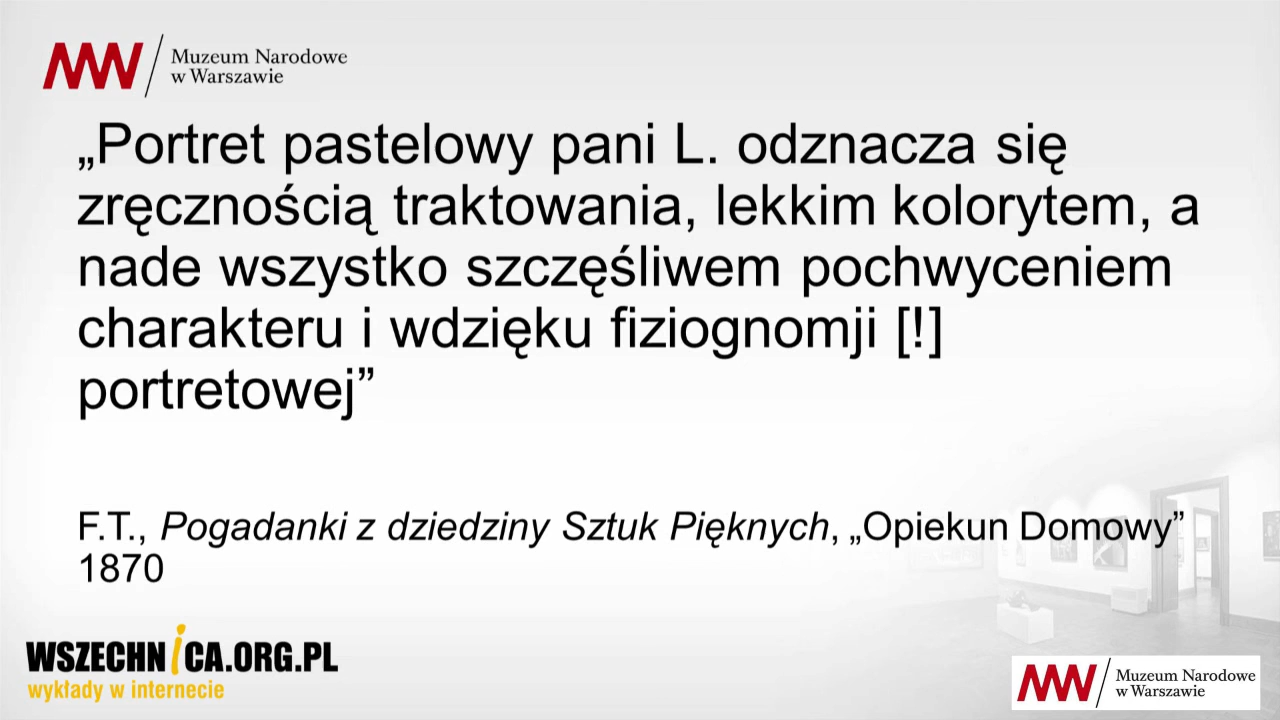 Muzeum Narodowe
w Warszawie
„Portret pastelowy pani L. odznacza się
zręcznością traktowania, lekkim kolorytem, a
nade wszystko szczęśliwem pochwyceniem
charakteru i wdzięku fiziognomji [!]
portretowej”
F.T., Pogadanki z dziedziny Sztuk Pięknych, „Opiekun Domowy”
1870
WSZECHNiCA.ORG.PL
wykłady w internecie
Muzeum Narodowe
w Warszawie